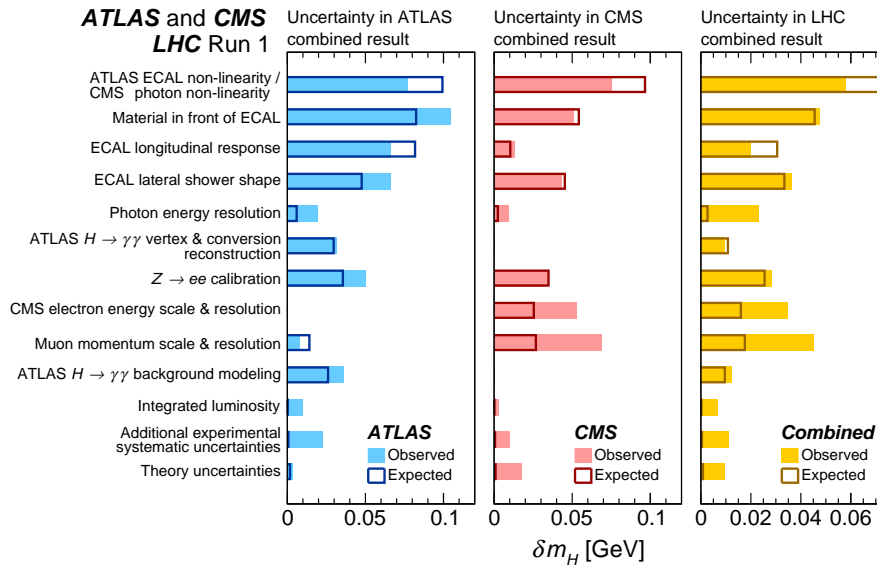 ATLAS and CMS
LHC Run 1
Uncertainty in ATLAS
combined result
Uncertainty in CMS
combined result
Uncertainty in LHC
combined result
ATLAS ECAL non-linearity /
CMS photon non-linearity
Material in front of ECAL
ECAL longitudinal response
ECAL lateral shower shape
Photon energy resolution
ATLAS H → γγ vertex & conversion
reconstruction
Z → ee calibration
CMS electron energy scale & resolution
Muon momentum scale & resolution
ATLAS H → γγ background modeling
Integrated luminosity
Additional experimental
systematic uncertainties
Theory uncertainties
ATLAS
Observed
Expected
CMS
Observed
Expected
Combined
Observed
Expected
0 0.05 0.1
0 0.05 0.1
0 0.02 0.04 0.06
δm_H [GeV]